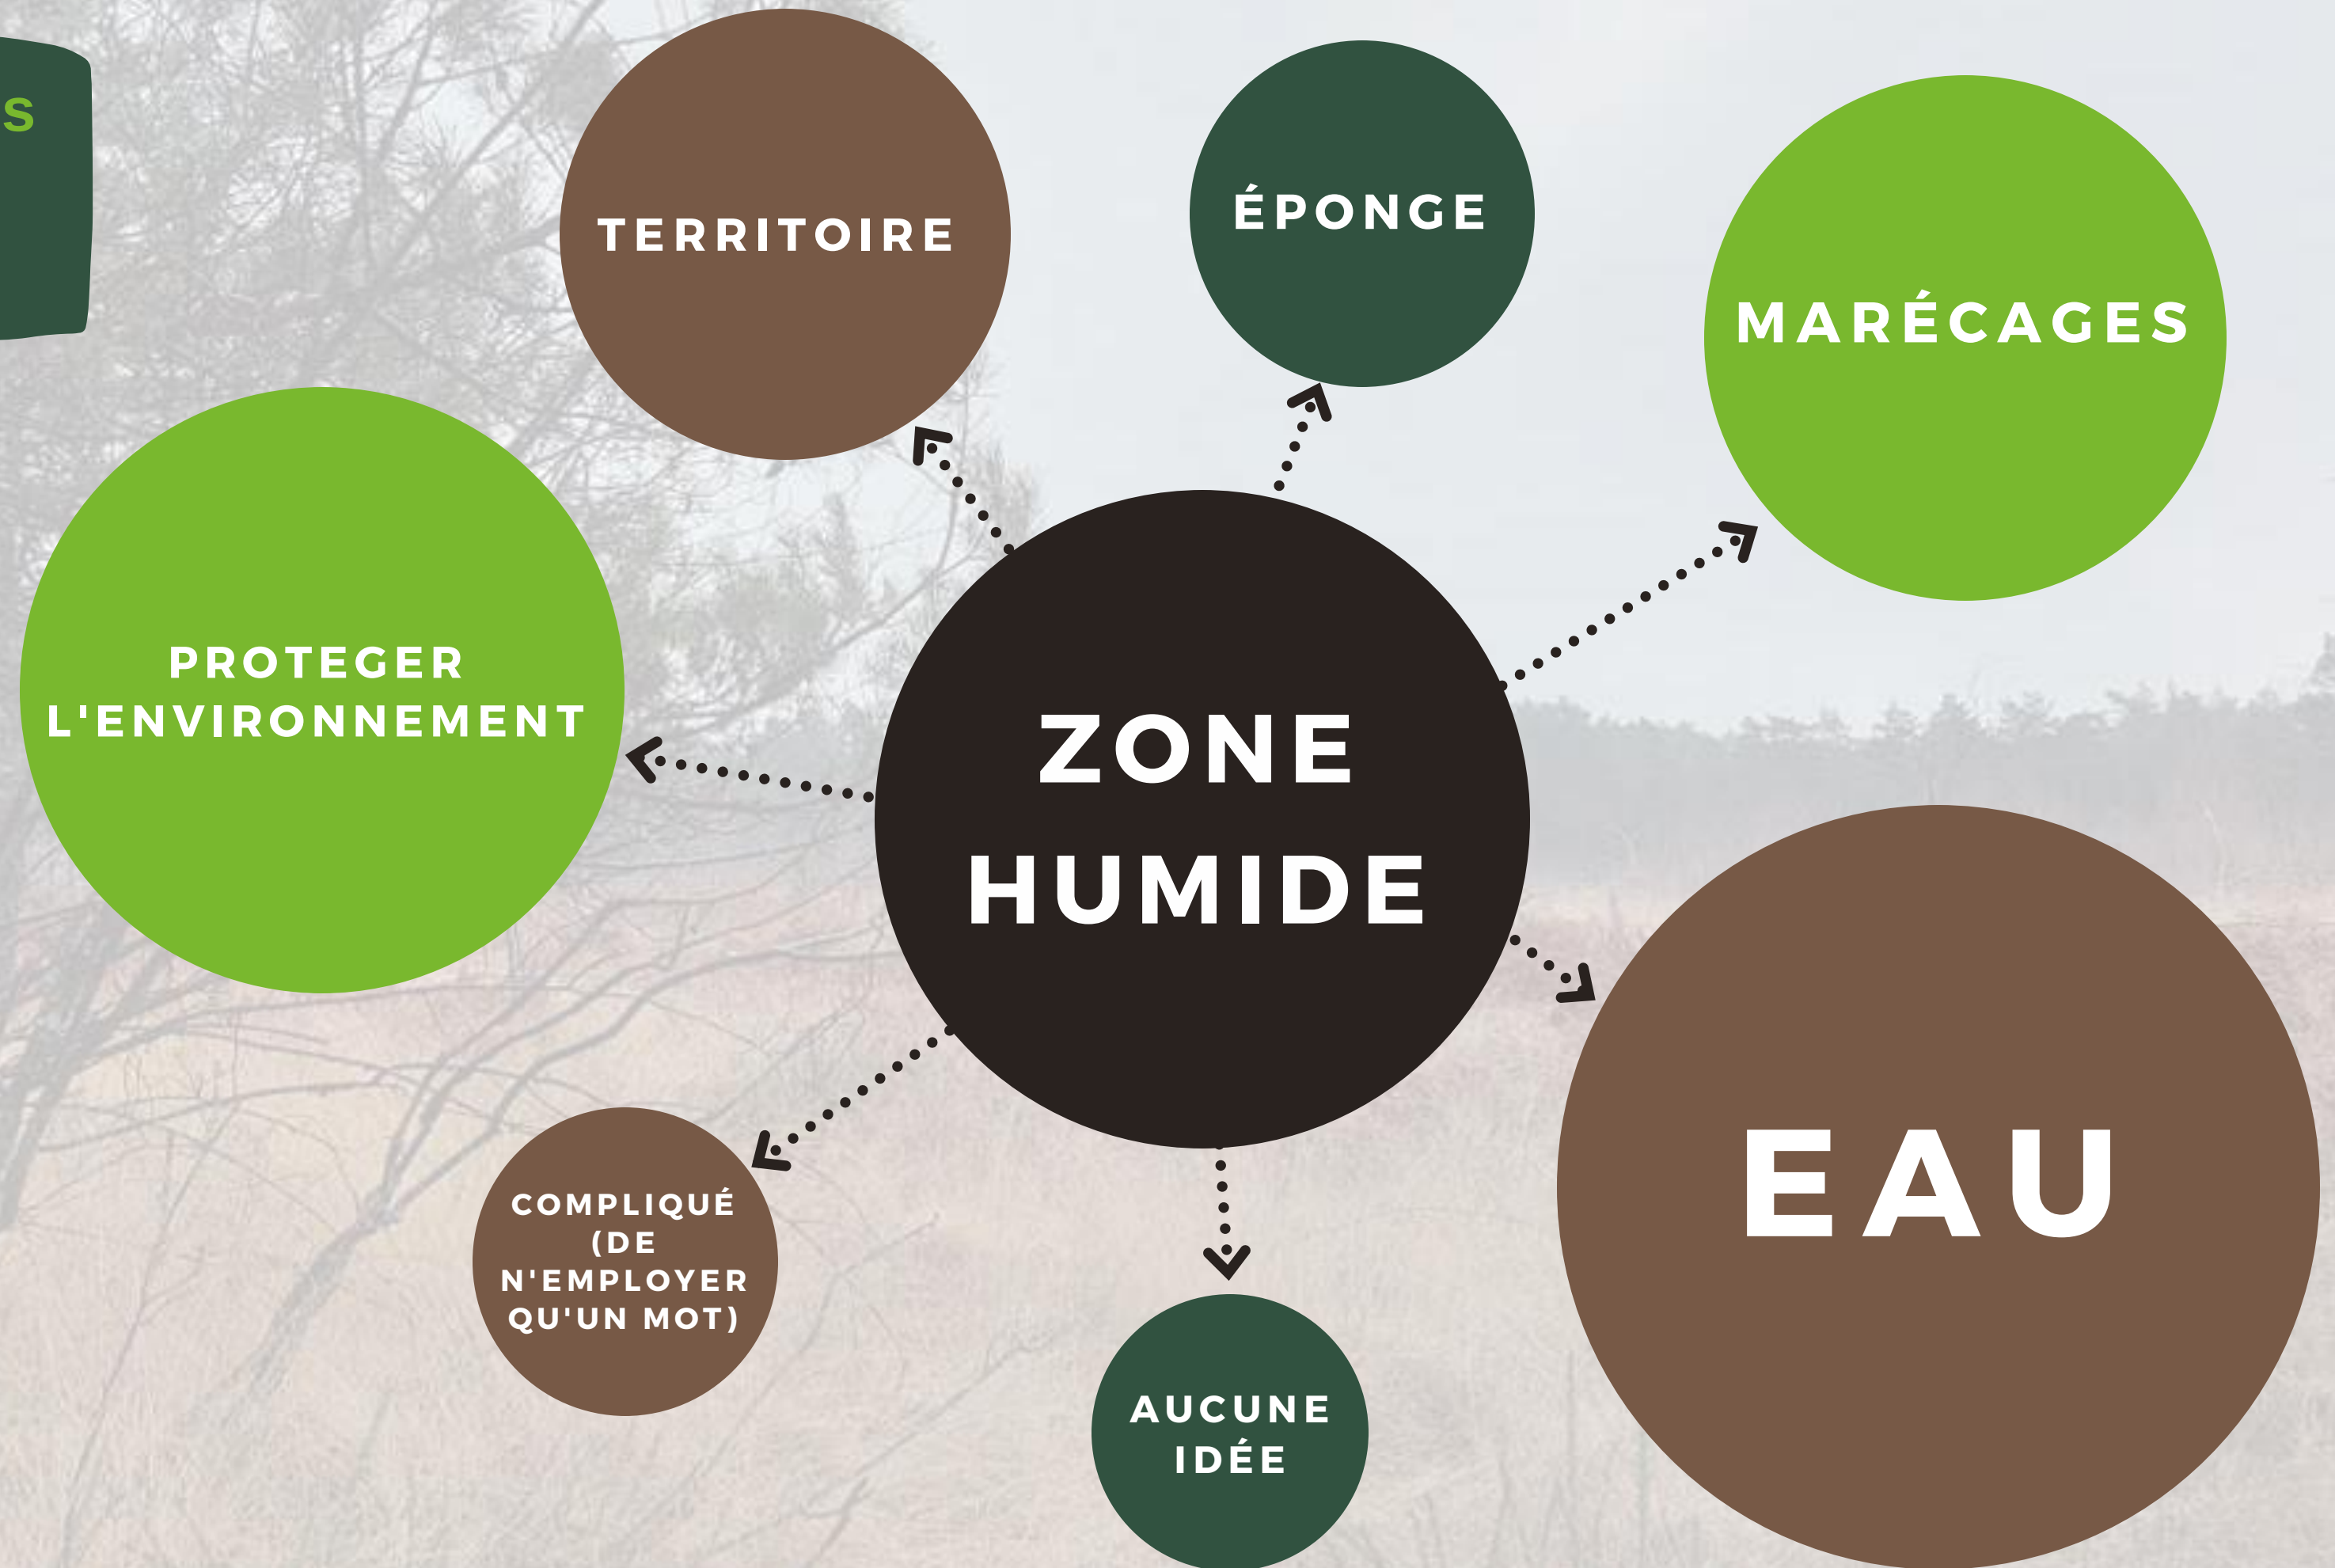 s
TERRITOIRE
ÉPONGE
MARÉCAGES
PROTEGER
L'ENVIRONNEMENT
ZONE
HUMIDE
EAU
COMPLIQUÉ
(DE
N'EMPLOYER
QU'UN MOT)
AUCUNE
IDÉE